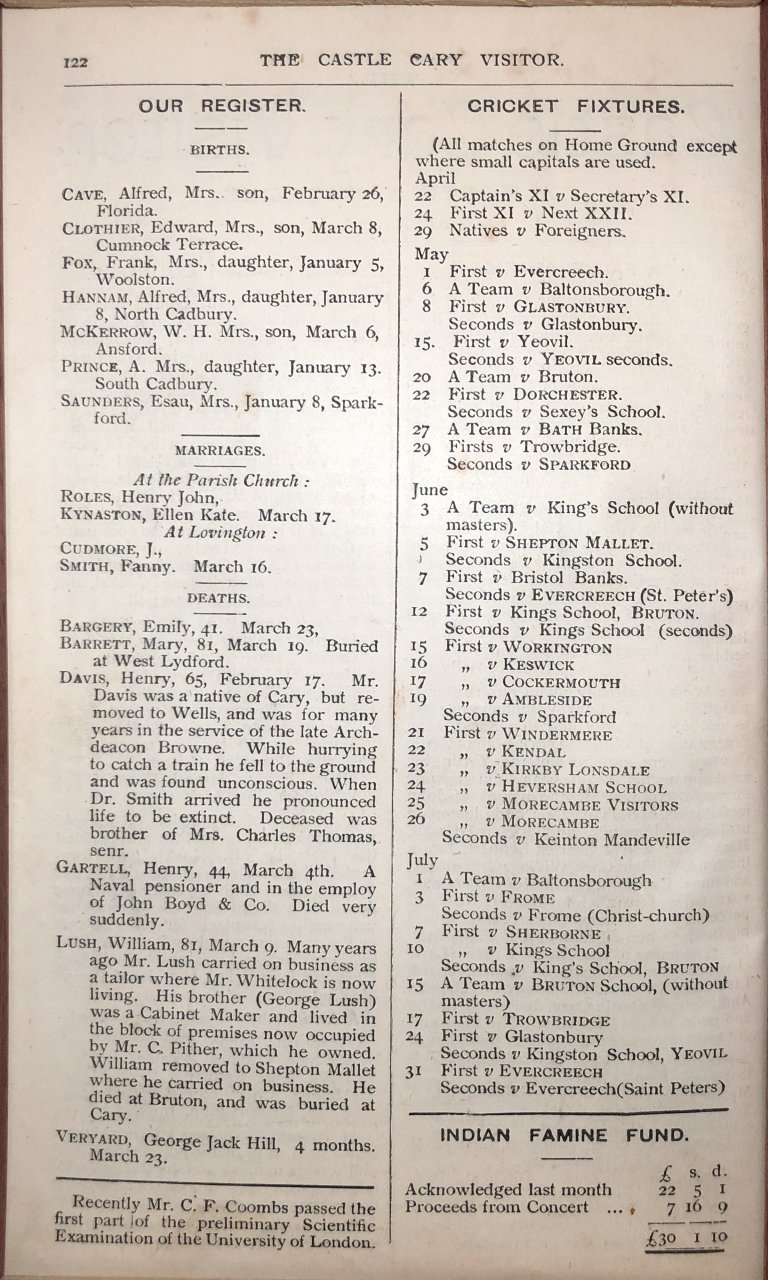 122
THE CASTLE CARY VISITOR.
OUR REGISTER.
BIRTHS.
CAVE, Alfred, Mrs. son, February 26,
Florida.
CLOTHIER, Edward, Mrs., son, March 8,
Cumnock Terrace.
FOX, Frank, Mrs., daughter, January 5,
Woolston.
HANNAM, Alfred, Mrs., daughter, January
8, North Cadbury.
MCKERROW, W. H. Mrs., son, March 6,
Ansford.
PRINCE, A. Mrs., daughter, January 13.
South Cadbury.
SAUNDERS, Esau, Mrs., January 8, Spark-
ford.
MARRIAGES.
At the Parish Church :
ROLES, Henry John,
KYNASTON, Ellen Kate. March 17.
At Lovington :
CUDMORE, J.,
SMITH, Fanny. March 16.
DEATHS.
BARGERY, Emily, 41. March 23,
BARRETT, Mary, 81, March 19. Buried
at West Lydford.
DAVIS, Henry, 65, February 17. Mr.
Davis was a native of Cary, but re-
moved to Wells, and was for many
years in the service of the late Arch-
deacon Browne. While hurrying
to catch a train he fell to the ground
and was found unconscious. When
Dr. Smith arrived he pronounced
life to be extinct. Deceased was
brother of Mrs. Charles Thomas,
senr.
GARTELL, Henry, 44, March 4th. A
Naval pensioner and in the employ
of John Boyd & Co. Died very
suddenly.
LUSH, William, 81, March 9. Many years
ago Mr. Lush carried on business as
a tailor where Mr. Whitelock is now
living. His brother (George Lush)
was a Cabinet Maker and lived in
the block of premises now occupied
by Mr. C. Pither, which he owned.
William removed to Shepton Mallet
where he carried on business. He
died at Bruton, and was buried at
Cary.
VERYARD, George Jack Hill, 4 months.
March 23.
Recently Mr. C. F. Coombs passed the
first part of the preliminary Scientific
Examination of the University of London.
CRICKET FIXTURES.
(All matches on Home Ground except
where small capitals are used.
April
22 Captain's XI v Secretary's XI.
24 First XI v Next XXII.
29 Natives v Foreigners.
May
1 First v Evercreech.
6 A Team v Baltonsborough.
8 First v GLASTONBURY.
Seconds v Glastonbury.
15. First v Yeovil.
Seconds v YEOVIL seconds.
20 A Team v Bruton.
22 First v DORCHESTER.
Seconds v Sexey's School.
27 A Team v BATH Banks.
29 Firsts v Trowbridge.
Seconds v SPARKFORD
June
3 A Team v King's School (without
masters).
5 First v SHEPTON MALLET.
Seconds v Kingston School.
7 First v Bristol Banks.
Seconds v EVERCREECH (St. Peter's)
12 First v Kings School, BRUTON.
Seconds v Kings School (seconds)
15 First v WORKINGTON
16 „ v KESWICK
17 „ v COCKERMOUTH
19 „ v AMBLESIDE
Seconds v Sparkford
21 First v WINDERMERE
22 „ v KENDAL
23 „ v KIRKBY LONSDALE
24 „ v HEVERSHAM SCHOOL
25 „ v MORECAMBE VISITORS
26 „ v MORECAMBE
Seconds v Keinton Mandeville
July
1 A Team v Baltonsborough
3 First v FROME
Seconds v Frome (Christ-church)
7 First v SHERBORNE
10 „ v Kings School
Seconds v King's School, BRUTON
15 A Team v BRUTON School, (without
masters)
17 First v TROWBRIDGE
24 First v Glastonbury
Seconds v Kingston School, YEOVIL
31 First v EVERCREECH
Seconds v Evercreech(Saint Peters)
INDIAN FAMINE FUND.
£ s. d.
Acknowledged last month 22 5 1
Proceeds from Concert ... 7 16 9
£30 1 10